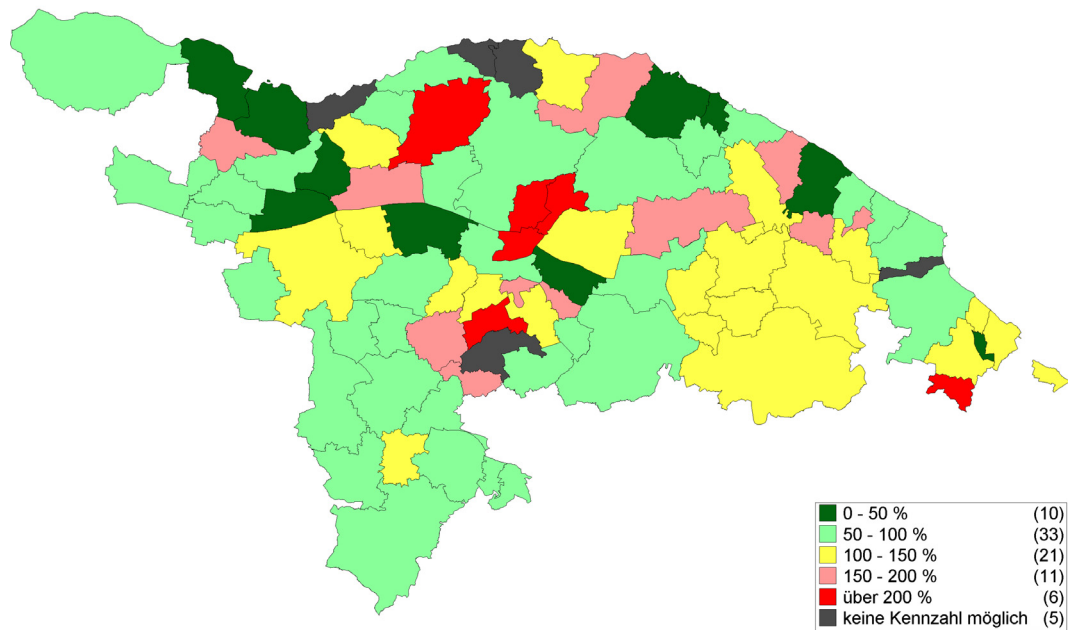 0 - 50 % (10)
50 - 100 % (33)
100 - 150 % (21)
150 - 200 % (11)
über 200 % (6)
keine Kennzahl möglich (5)